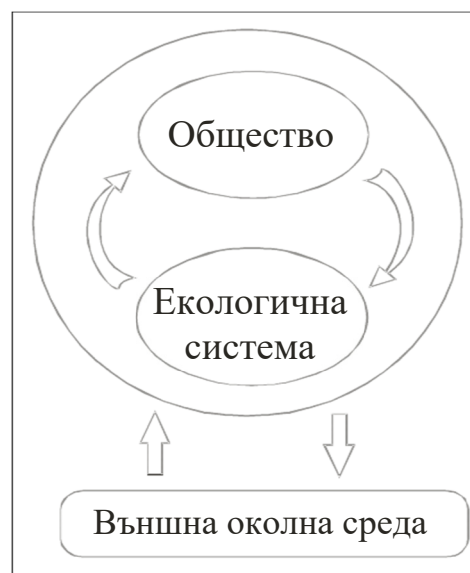 Общество
Екологична
система
Външна околна среда